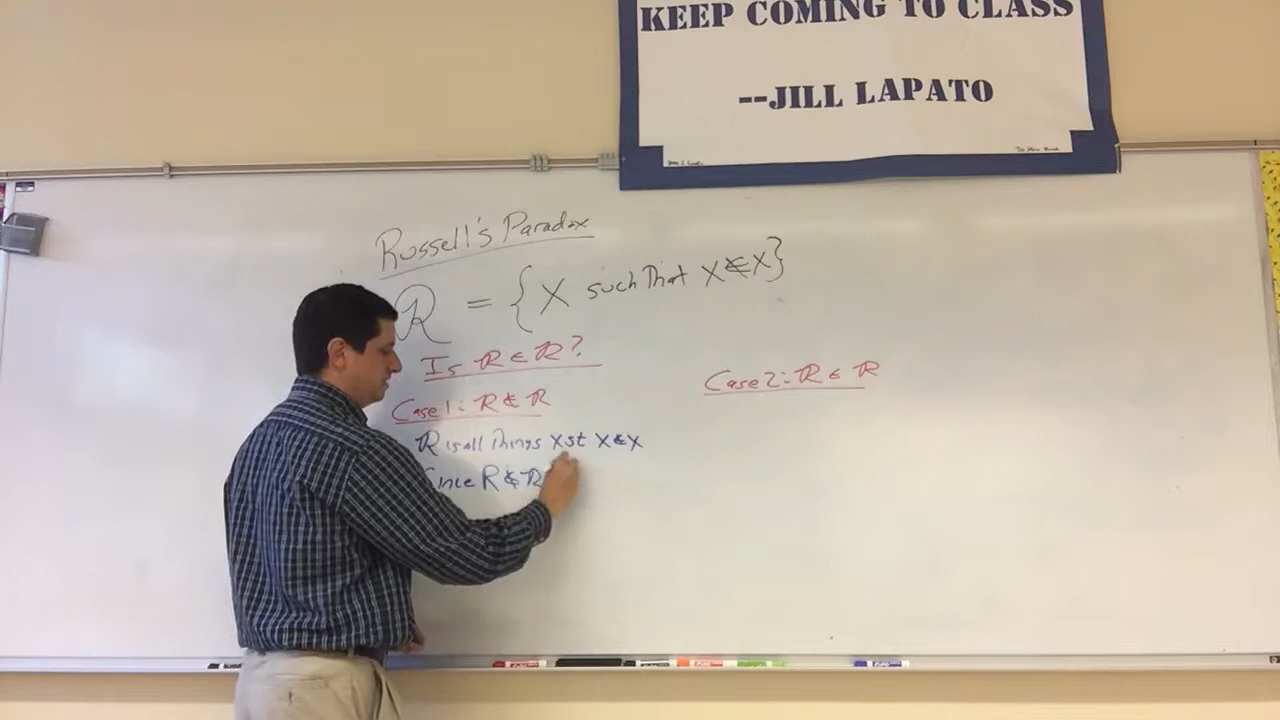 KEEP COMING TO CLASS
--JILL LAPATO
Russell's Paradox
R = {X such that X∉X}
Is R ∈ R?
Case 1: R ∉ R
R is all things X st X∉X
Since R ∉ R
Case 2: R ∈ R